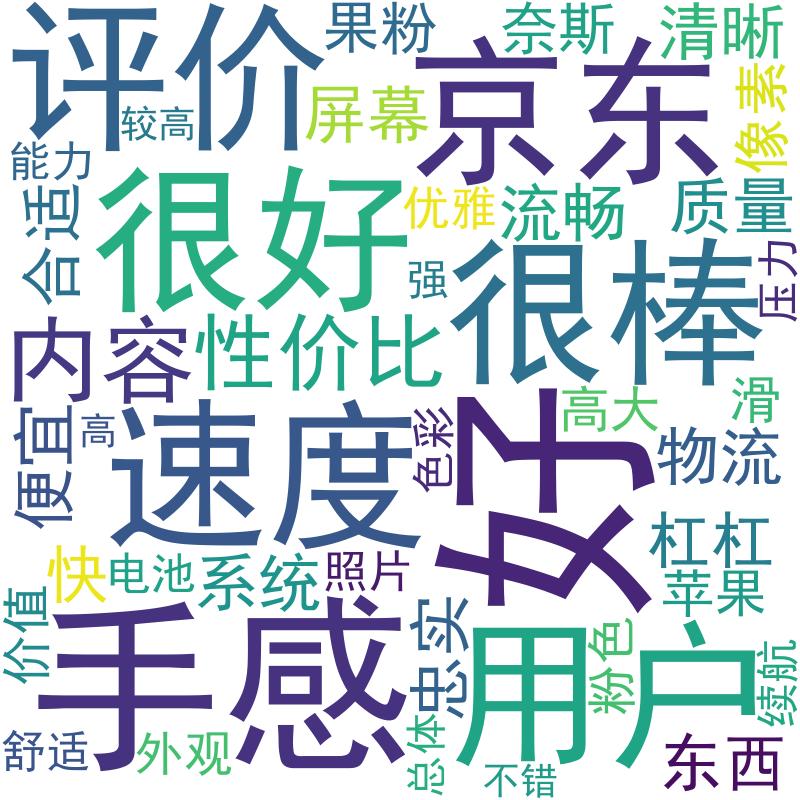 评价
果粉
奈斯
清晰
京东
屏幕
像素
较高
能力
很好
优雅
流畅
质量
合适
强
很棒
压力
内容
性价比
高大
滑
便宜
高
速度
色彩
好
物流
杠杠
快
电池
系统
照片
苹果
价值
手感
忠实
用户
粉色
续航
舒适
外观
总体
不错
东西